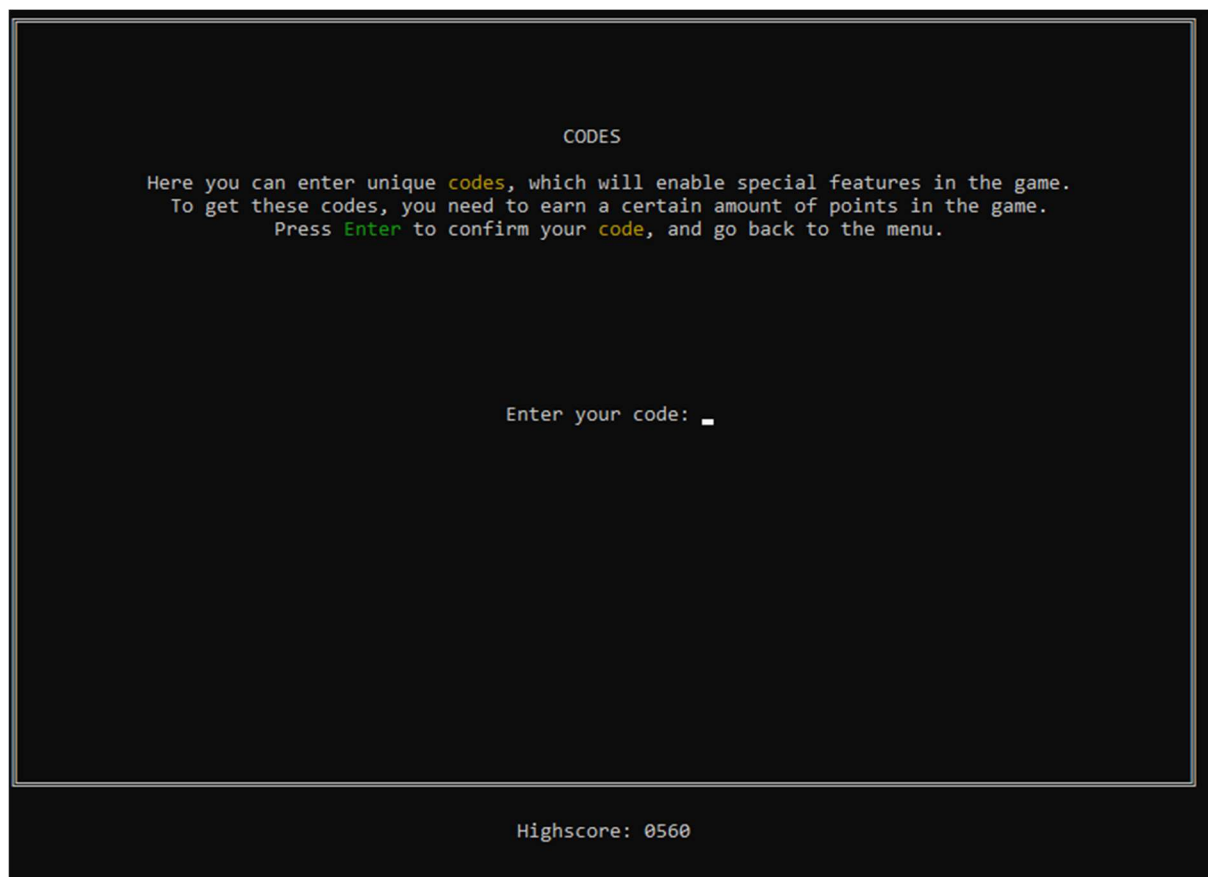 CODES
Here you can enter unique codes, which will enable special features in the game.
To get these codes, you need to earn a certain amount of points in the game.
Press Enter to confirm your code, and go back to the menu.
Enter your code:
Highscore: 0560